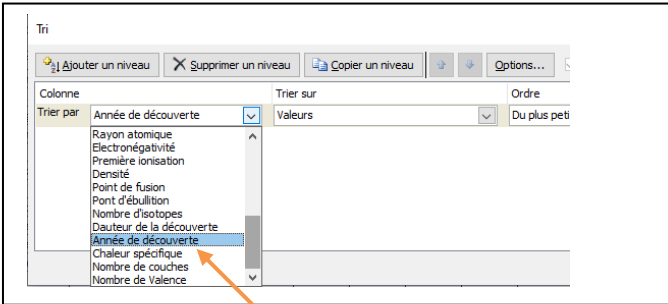 Tri
Ajouter un niveau Supprimer un niveau Copier un niveau Options...
Colonne Trier sur Ordre
Trier par Année de découverte Valeurs Du plus peti
Rayon atomique
Electronégativité
Première ionisation
Densité
Point de fusion
Pont d'ébullition
Nombre d'isotopes
Dauteur de la découverte
Année de découverte
Chaleur spécifique
Nombre de couches
Nombre de Valence